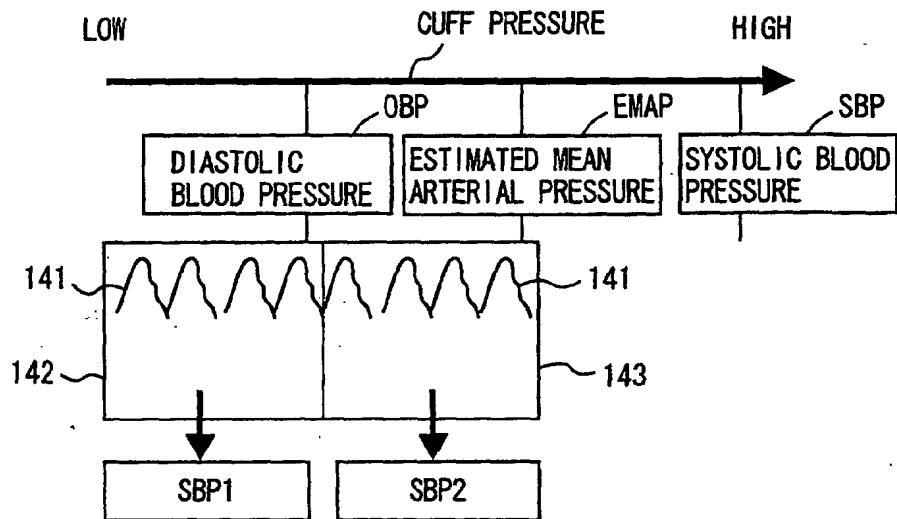 LOW CUFF PRESSURE HIGH
OBP EMAP SBP
DIASTOLIC ESTIMATED MEAN SYSTOLIC BLOOD
BLOOD PRESSURE ARTERIAL PRESSURE PRESSURE
141 141
142 143
SBP1 SBP2